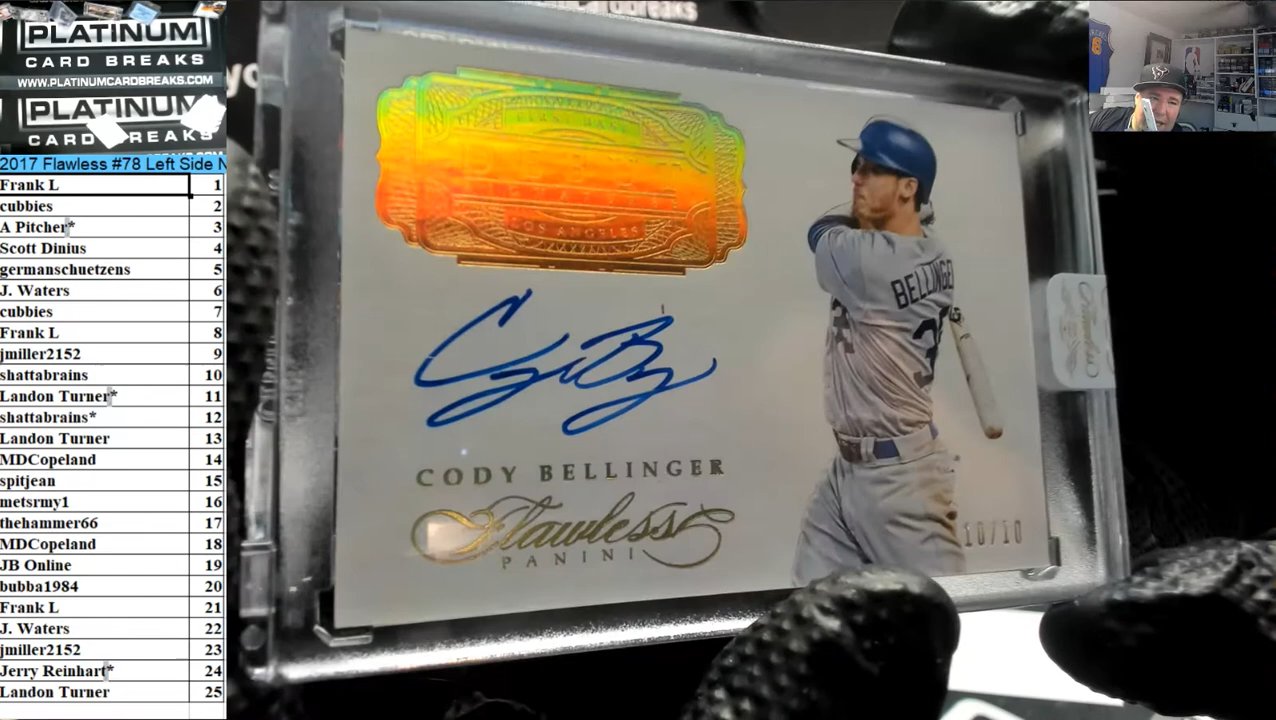 PLATINUM
CARD BREAKS
WWW.PLATINUMCARDBREAKS.COM
PLATINUM
CARD BREAKS
2017 Flawless #78 Left Side N
Frank L 1
cubbies 2
A Pitcher* 3
Scott Dinius 4
germanschuetzens 5
J. Waters 6
cubbies 7
Frank L 8
jmiller2152 9
shattabrains 10
Landon Turner* 11
shattabrains* 12
Landon Turner 13
MDCopeland 14
spitjean 15
metsrmy1 16
thehammer66 17
MDCopeland 18
JB Online 19
bubba1984 20
Frank L 21
J. Waters 22
jmiller2152 23
Jerry Reinhart* 24
Landon Turner 25
FIRST BASE
LOS ANGELES
BELLINGE
CODY BELLINGER
Flawless
PANINI
10/10
Flawless